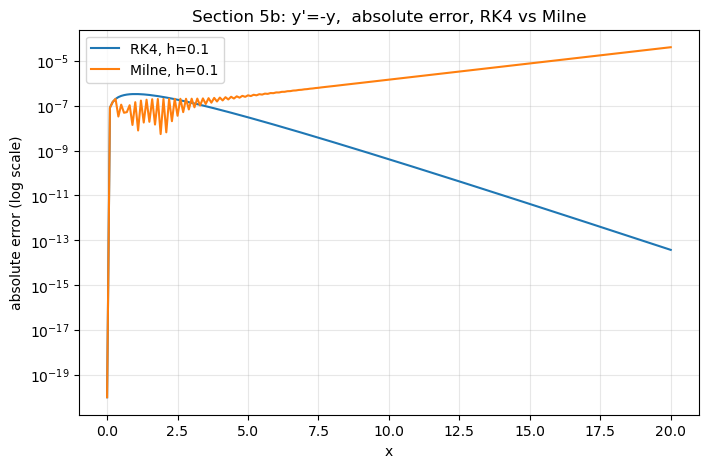 Section 5b: y'=-y,  absolute error, RK4 vs Milne
RK4, h=0.1
Milne, h=0.1
absolute error (log scale)
10⁻⁵
10⁻⁷
10⁻⁹
10⁻¹¹
10⁻¹³
10⁻¹⁵
10⁻¹⁷
10⁻¹⁹
0.0 2.5 5.0 7.5 10.0 12.5 15.0 17.5 20.0
x